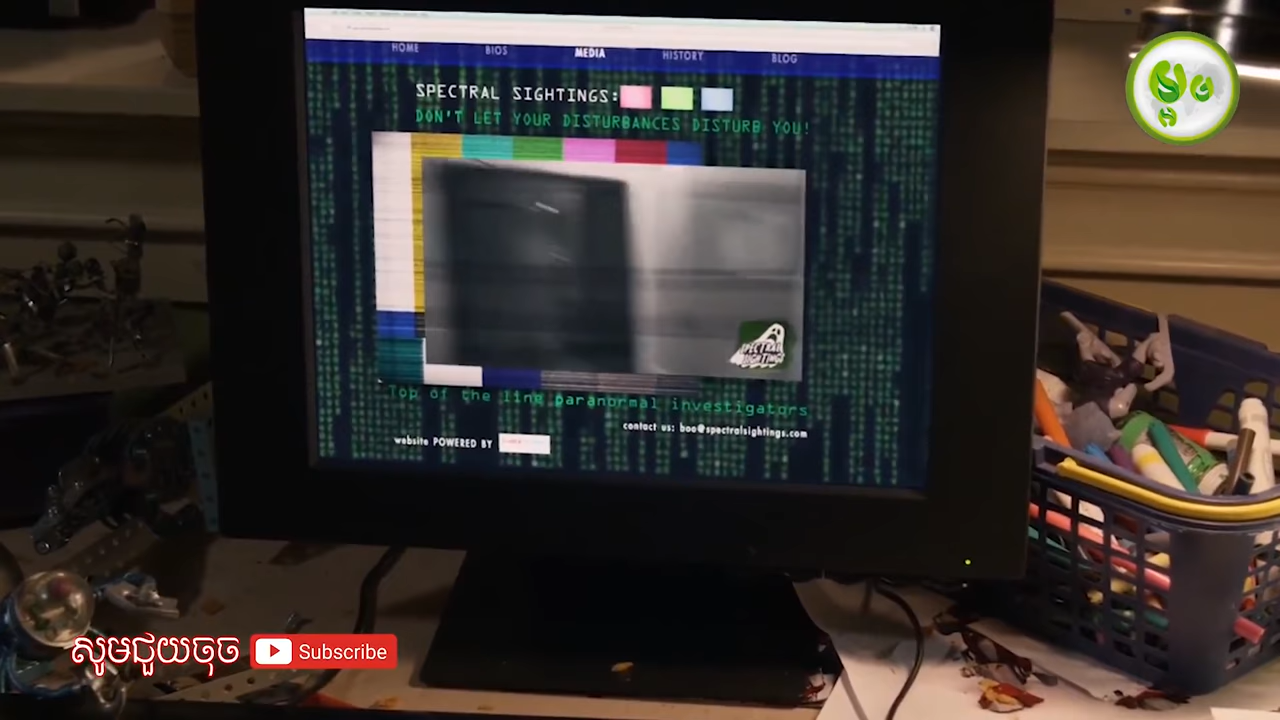 HOME BIOS MEDIA HISTORY BLOG
SPECTRAL SIGHTINGS:
DON'T LET YOUR DISTURBANCES DISTURB YOU!
SPECTRAL
SIGHTINGS
Top of the line paranormal investigators
contact us: boo@spectralsightings.com
website POWERED BY
សូមជួយចុច Subscribe